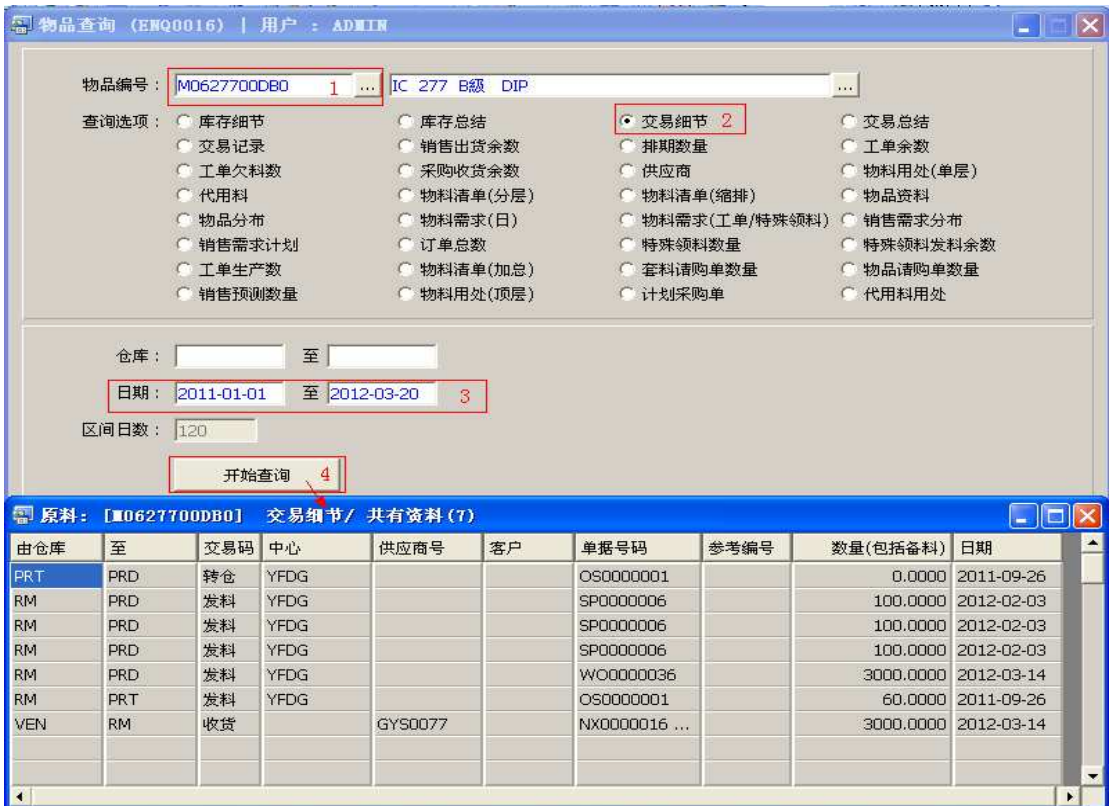 物品查询 (ENQ0016) | 用户 : ADMIN
物品编号： M0627700DB0 1 ... IC 277 B級 DIP ...
查询选项： 库存细节 库存总结 交易细节 2 交易总结
交易记录 销售出货余数 排期数量 工单余数
工单欠料数 采购收货余数 供应商 物料用处(单层)
代用料 物料清单(分层) 物料清单(缩排) 物品资料
物品分布 物料需求(日) 物料需求(工单/特殊领料) 销售需求分布
销售需求计划 订单总数 特殊领料数量 特殊领料发料余数
工单生产数 物料清单(加总) 套料请购单数量 物品请购单数量
销售预测数量 物料用处(顶层) 计划采购单 代用料用处
仓库： 至
日期： 2011-01-01 至 2012-03-20 3
区间日数： 120
开始查询 4
原料: [M0627700DB0] 交易细节/ 共有资料(7)
由仓库 至 交易码 中心 供应商号 客户 单据号码 参考编号 数量(包括备料) 日期
PRT PRD 转仓 YFDG OS0000001 0.0000 2011-09-26
RM PRD 发料 YFDG SP0000006 100.0000 2012-02-03
RM PRD 发料 YFDG SP0000006 100.0000 2012-02-03
RM PRD 发料 YFDG SP0000006 100.0000 2012-02-03
RM PRD 发料 YFDG WO0000036 3000.0000 2012-03-14
RM PRT 发料 YFDG OS0000001 60.0000 2011-09-26
VEN RM 收货 GYS0077 NX0000016 ... 3000.0000 2012-03-14